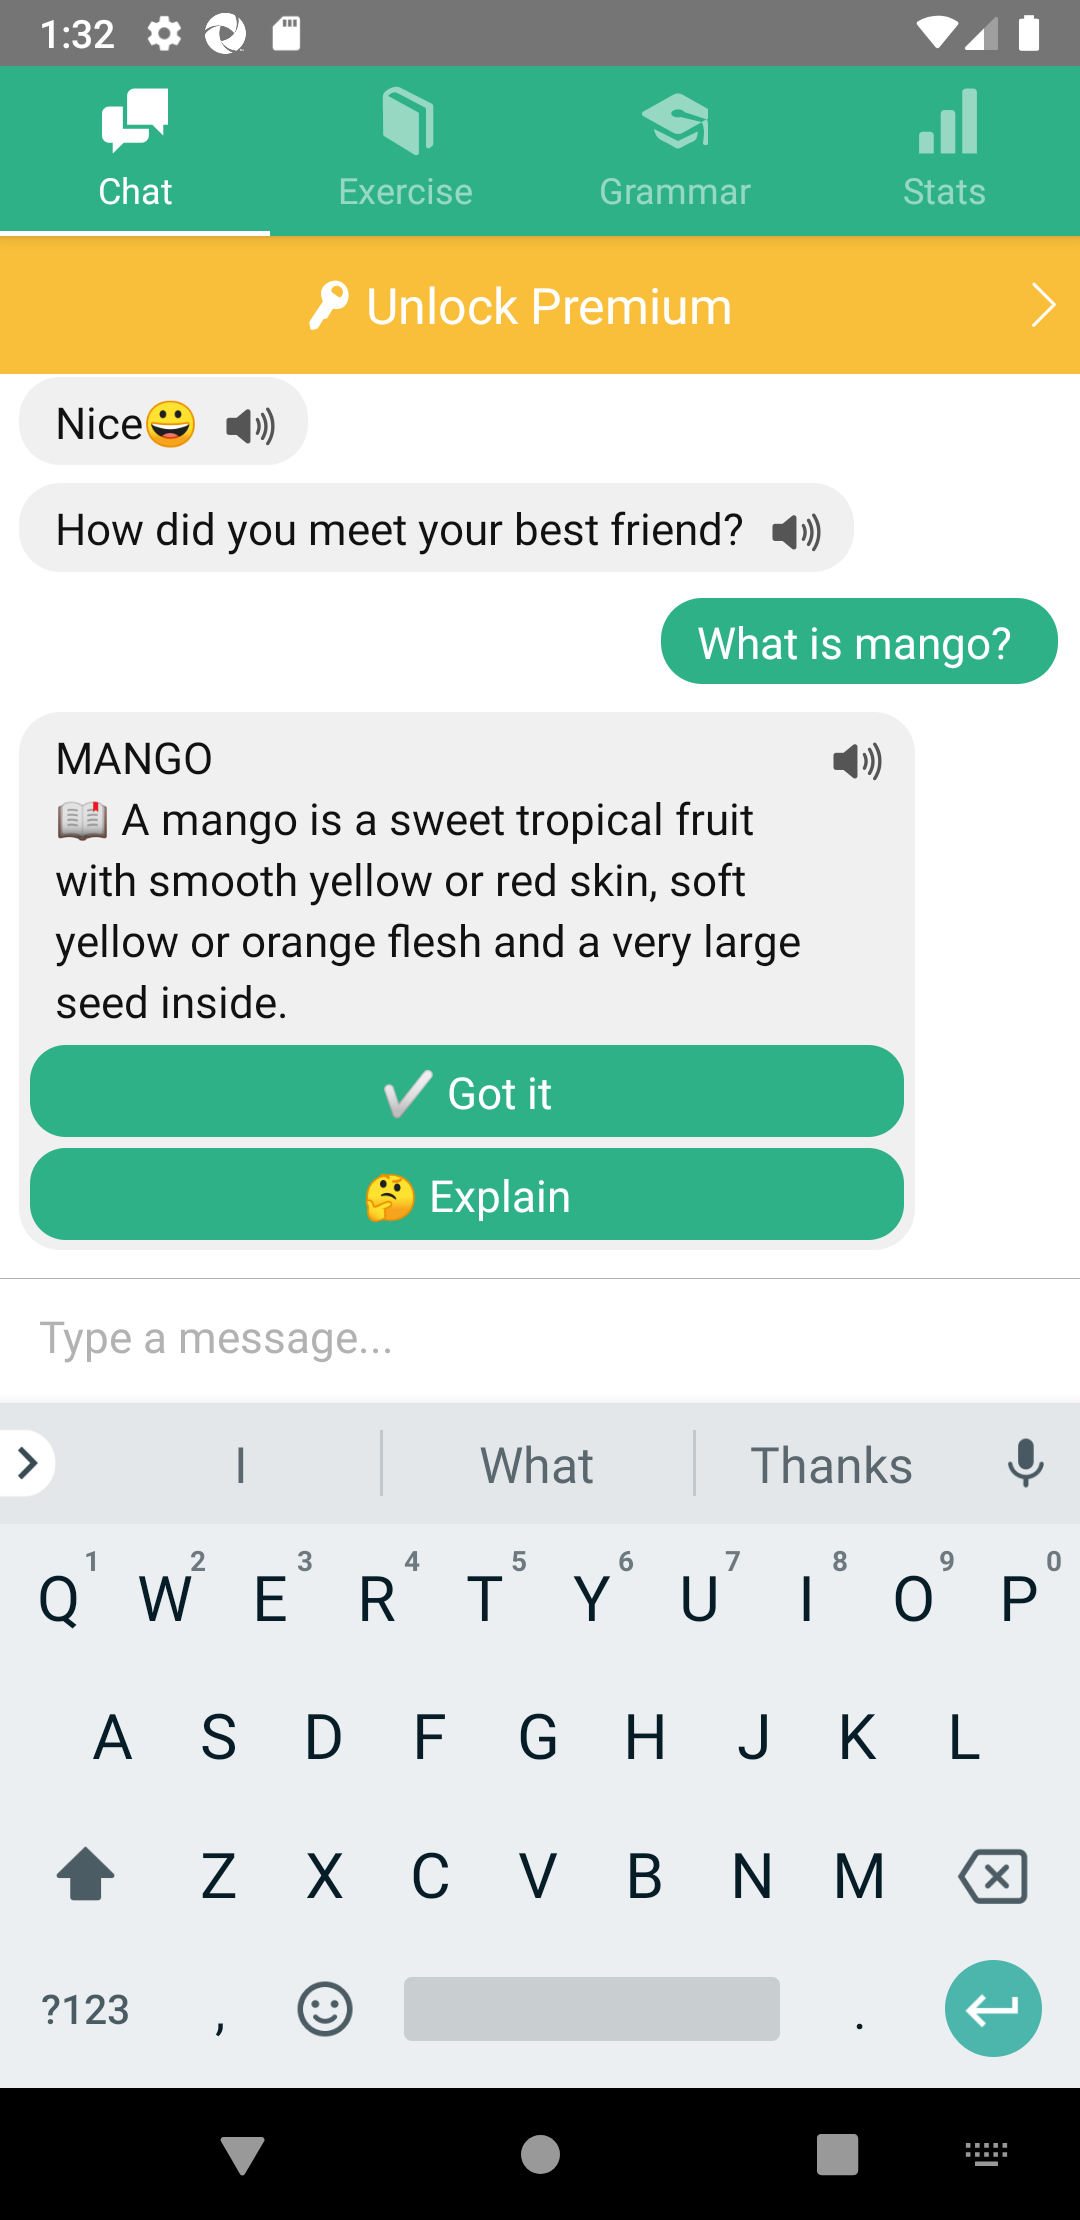 1:32
Chat
Exercise
Grammar
Stats
Unlock Premium
Nice😀
How did you meet your best friend?
What is mango?
MANGO
📖 A mango is a sweet tropical fruit
with smooth yellow or red skin, soft
yellow or orange flesh and a very large
seed inside.
✔️ Got it
🤔 Explain
Type a message...
I
What
Thanks
Q 1 W 2 E 3 R 4 T 5 Y 6 U 7 I 8 O 9 P 0
A S D F G H J K L
Z X C V B N M
?123 , .